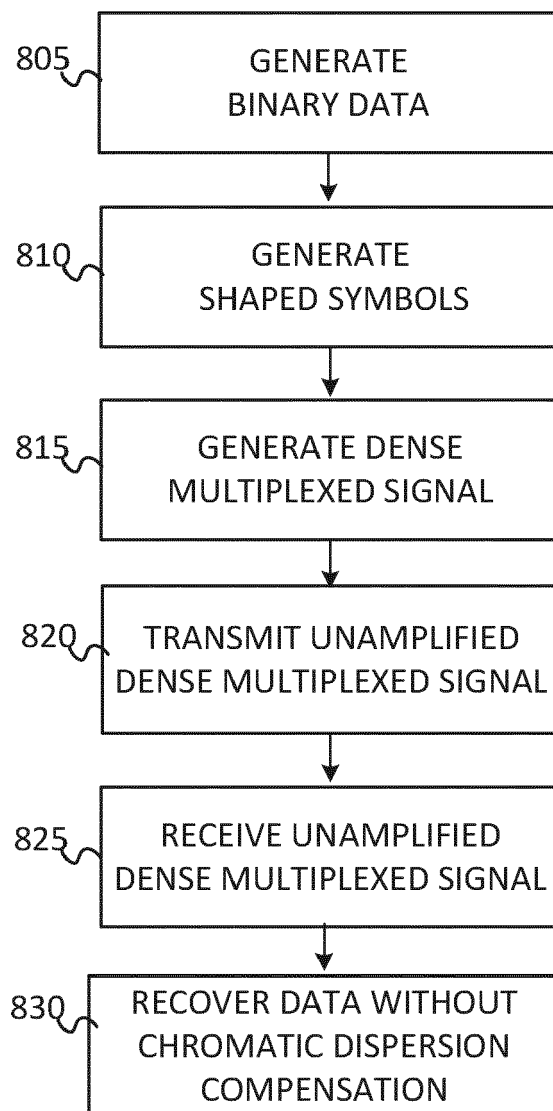 805
GENERATE
BINARY DATA
810
GENERATE
SHAPED SYMBOLS
815
GENERATE DENSE
MULTIPLEXED SIGNAL
820
TRANSMIT UNAMPLIFIED
DENSE MULTIPLEXED SIGNAL
825
RECEIVE UNAMPLIFIED
DENSE MULTIPLEXED SIGNAL
830
RECOVER DATA WITHOUT
CHROMATIC DISPERSION
COMPENSATION